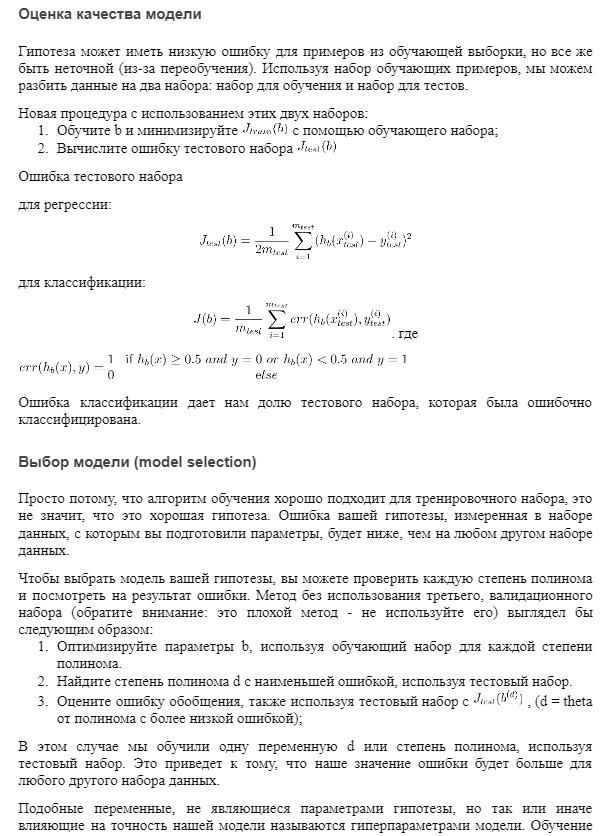 Оценка качества модели
Гипотеза может иметь низкую ошибку для примеров из обучающей выборки, но все же
быть неточной (из-за переобучения). Используя набор обучающих примеров, мы можем
разбить данные на два набора: набор для обучения и набор для тестов.
Новая процедура с использованием этих двух наборов:
1. Обучите b и минимизируйте J_{train}(b) с помощью обучающего набора;
2. Вычислите ошибку тестового набора J_{test}(b)
Ошибка тестового набора
для регрессии:
J_{test}(b) = \frac{1}{2m_{test}} \sum_{i=1}^{m_{test}} (h_b(x_{test}^{(i)}) - y_{test}^{(i)})^2
для классификации:
J(b) = \frac{1}{m_{test}} \sum_{i=1}^{m_{test}} err(h_b(x_{test}^{(i)}), y_{test}^{(i)}) . где
err(h_b(x), y) = 1 if h_b(x) ≥ 0.5 and y = 0 or h_b(x) < 0.5 and y = 1
0 else
Ошибка классификации дает нам долю тестового набора, которая была ошибочно
классифицирована.
Выбор модели (model selection)
Просто потому, что алгоритм обучения хорошо подходит для тренировочного набора, это
не значит, что это хорошая гипотеза. Ошибка вашей гипотезы, измеренная в наборе
данных, с которым вы подготовили параметры, будет ниже, чем на любом другом наборе
данных.
Чтобы выбрать модель вашей гипотезы, вы можете проверить каждую степень полинома
и посмотреть на результат ошибки. Метод без использования третьего, валидационного
набора (обратите внимание: это плохой метод - не используйте его) выглядел бы
следующим образом:
1. Оптимизируйте параметры b, используя обучающий набор для каждой степени
полинома.
2. Найдите степень полинома d с наименьшей ошибкой, используя тестовый набор.
3. Оцените ошибку обобщения, также используя тестовый набор с J_{test}(b^{(d)}) , (d = theta
от полинома с более низкой ошибкой);
В этом случае мы обучили одну переменную d или степень полинома, используя
тестовый набор. Это приведет к тому, что наше значение ошибки будет больше для
любого другого набора данных.
Подобные переменные, не являющиеся параметрами гипотезы, но так или иначе
влияющие на точность нашей модели называются гиперпараметрами модели. Обучение